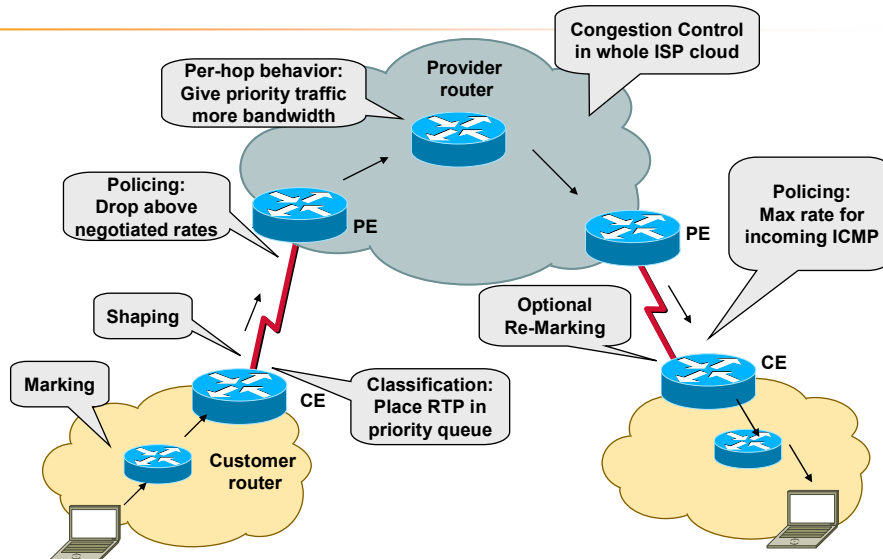 Congestion Control
in whole ISP cloud
Per-hop behavior:
Give priority traffic
more bandwidth
Provider
router
Policing:
Drop above
negotiated rates
PE
Policing:
Max rate for
incoming ICMP
PE
Shaping
Optional
Re-Marking
Marking
CE
Classification:
Place RTP in
priority queue
CE
Customer
router